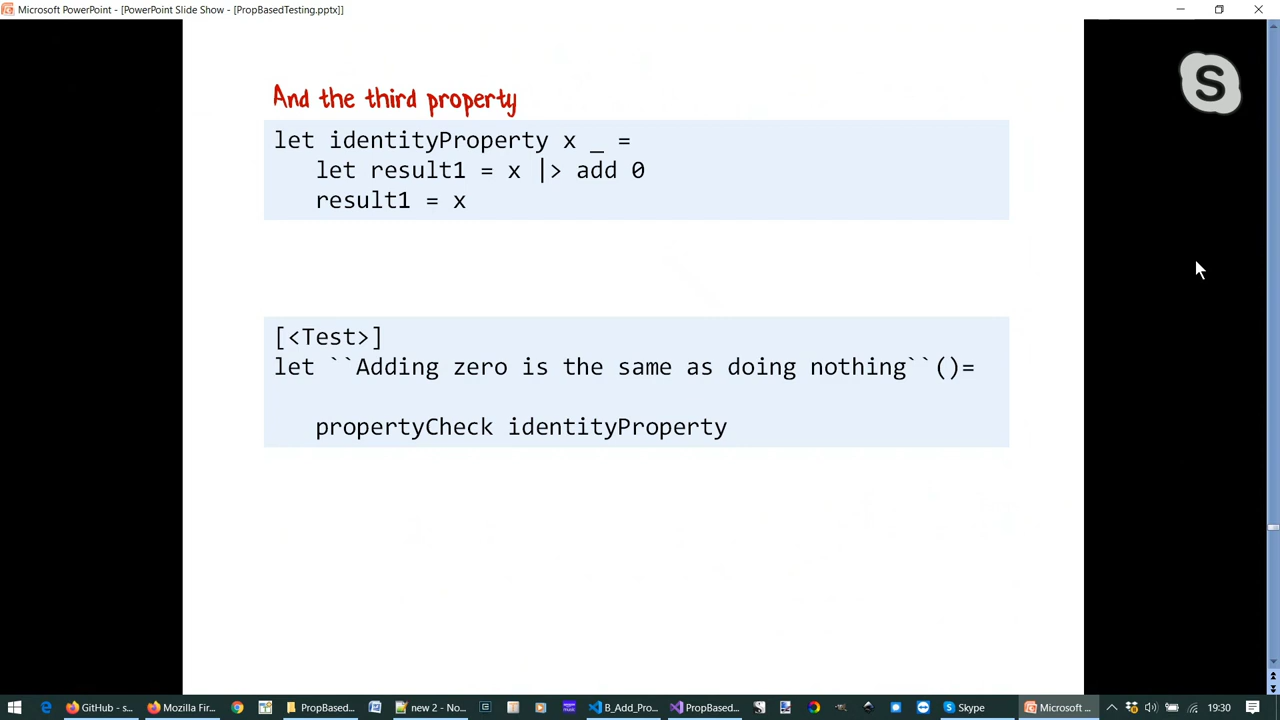 Microsoft PowerPoint - [PowerPoint Slide Show - [PropBasedTesting.pptx]]
S
And the third property
let identityProperty x _ =
let result1 = x |> add 0
result1 = x
[<Test>]
let ``Adding zero is the same as doing nothing``()=
propertyCheck identityProperty
GitHub - s...
Mozilla Fir...
PropBased...
new 2 - No...
B_Add_Pro...
PropBased...
Skype
Microsoft ...
19:30